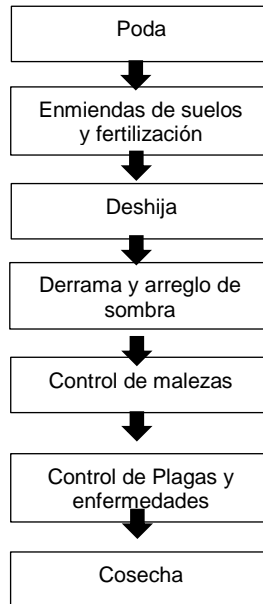 Poda
Enmiendas de suelos
y fertilización
Deshija
Derrama y arreglo de
sombra
Control de malezas
Control de Plagas y
enfermedades
Cosecha